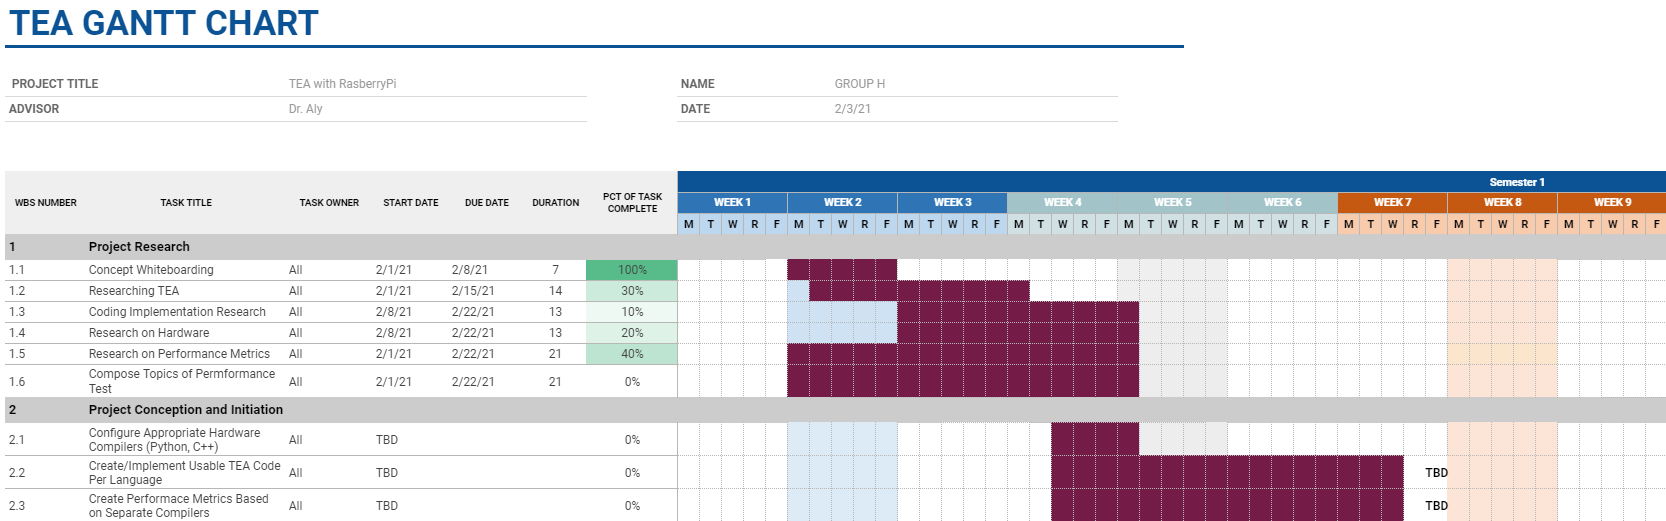 TEA GANTT CHART
PROJECT TITLE TEA with RasberryPi NAME GROUP H
ADVISOR Dr. Aly DATE 2/3/21
Semester 1
WBS NUMBER TASK TITLE TASK OWNER START DATE DUE DATE DURATION PCT OF TASK COMPLETE
WEEK 1 WEEK 2 WEEK 3 WEEK 4 WEEK 5 WEEK 6 WEEK 7 WEEK 8 WEEK 9
M T W R F M T W R F M T W R F M T W R F M T W R F M T W R F M T W R F M T W R F M T W R F
1 Project Research
1.1 Concept Whiteboarding All 2/1/21 2/8/21 7 100%
1.2 Researching TEA All 2/1/21 2/15/21 14 30%
1.3 Coding Implementation Research All 2/8/21 2/22/21 13 10%
1.4 Research on Hardware All 2/8/21 2/22/21 13 20%
1.5 Research on Performance Metrics All 2/1/21 2/22/21 21 40%
1.6 Compose Topics of Permformance Test All 2/1/21 2/22/21 21 0%
2 Project Conception and Initiation
2.1 Configure Appropriate Hardware Compilers (Python, C++) All TBD 0%
2.2 Create/Implement Usable TEA Code Per Language All TBD 0% TBD
2.3 Create Performace Metrics Based on Separate Compilers All TBD 0% TBD